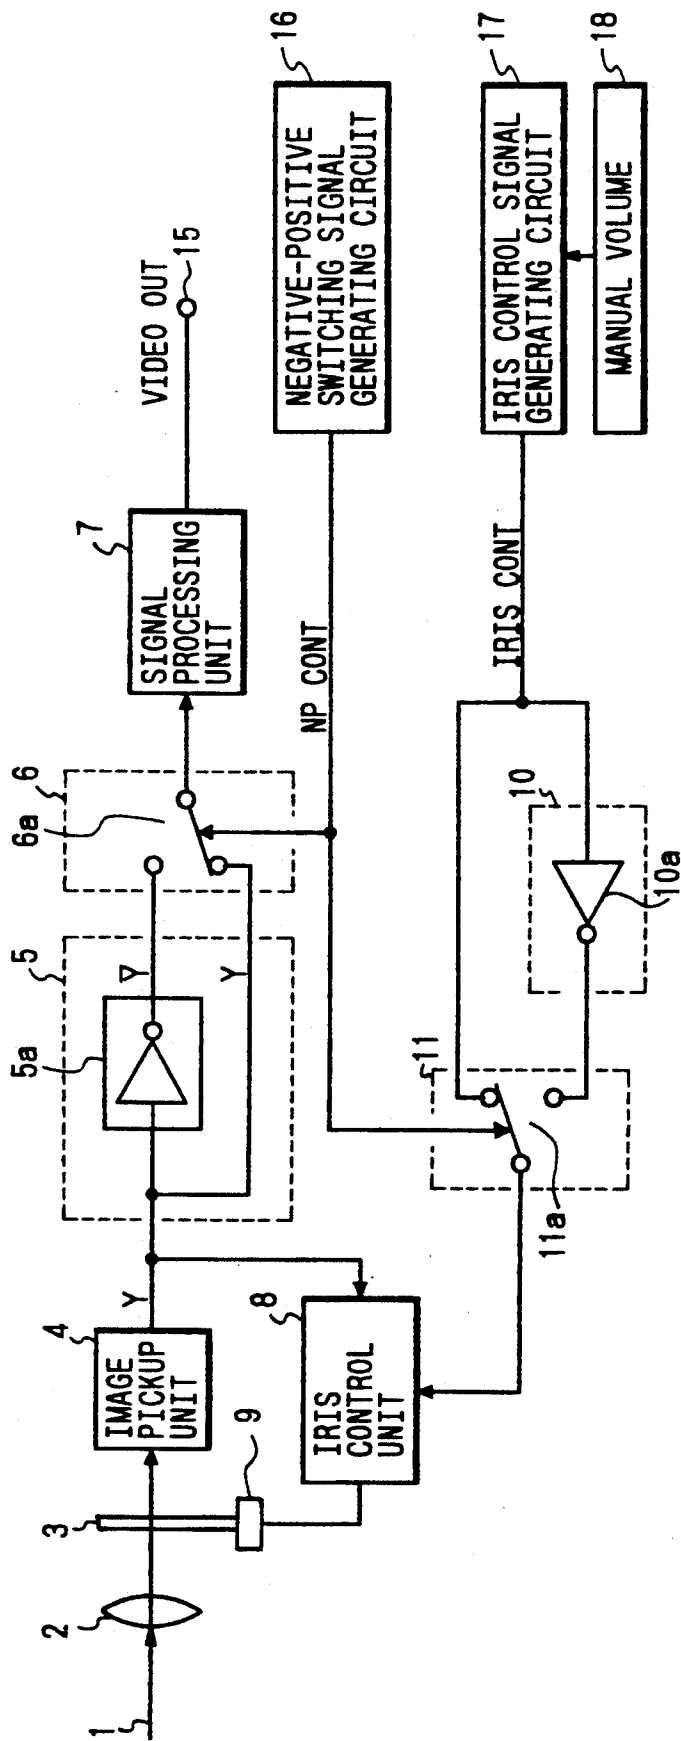 1
2
3
4
IMAGE
PICKUP
UNIT
9
Y
5
5a
Ȳ
Y
6
6a
7
SIGNAL
PROCESSING
UNIT
VIDEO OUT
15
8
IRIS
CONTROL
UNIT
NP CONT
16
NEGATIVE-POSITIVE
SWITCHING SIGNAL
GENERATING CIRCUIT
11
11a
10
10a
IRIS CONT
17
IRIS CONTROL SIGNAL
GENERATING CIRCUIT
18
MANUAL VOLUME